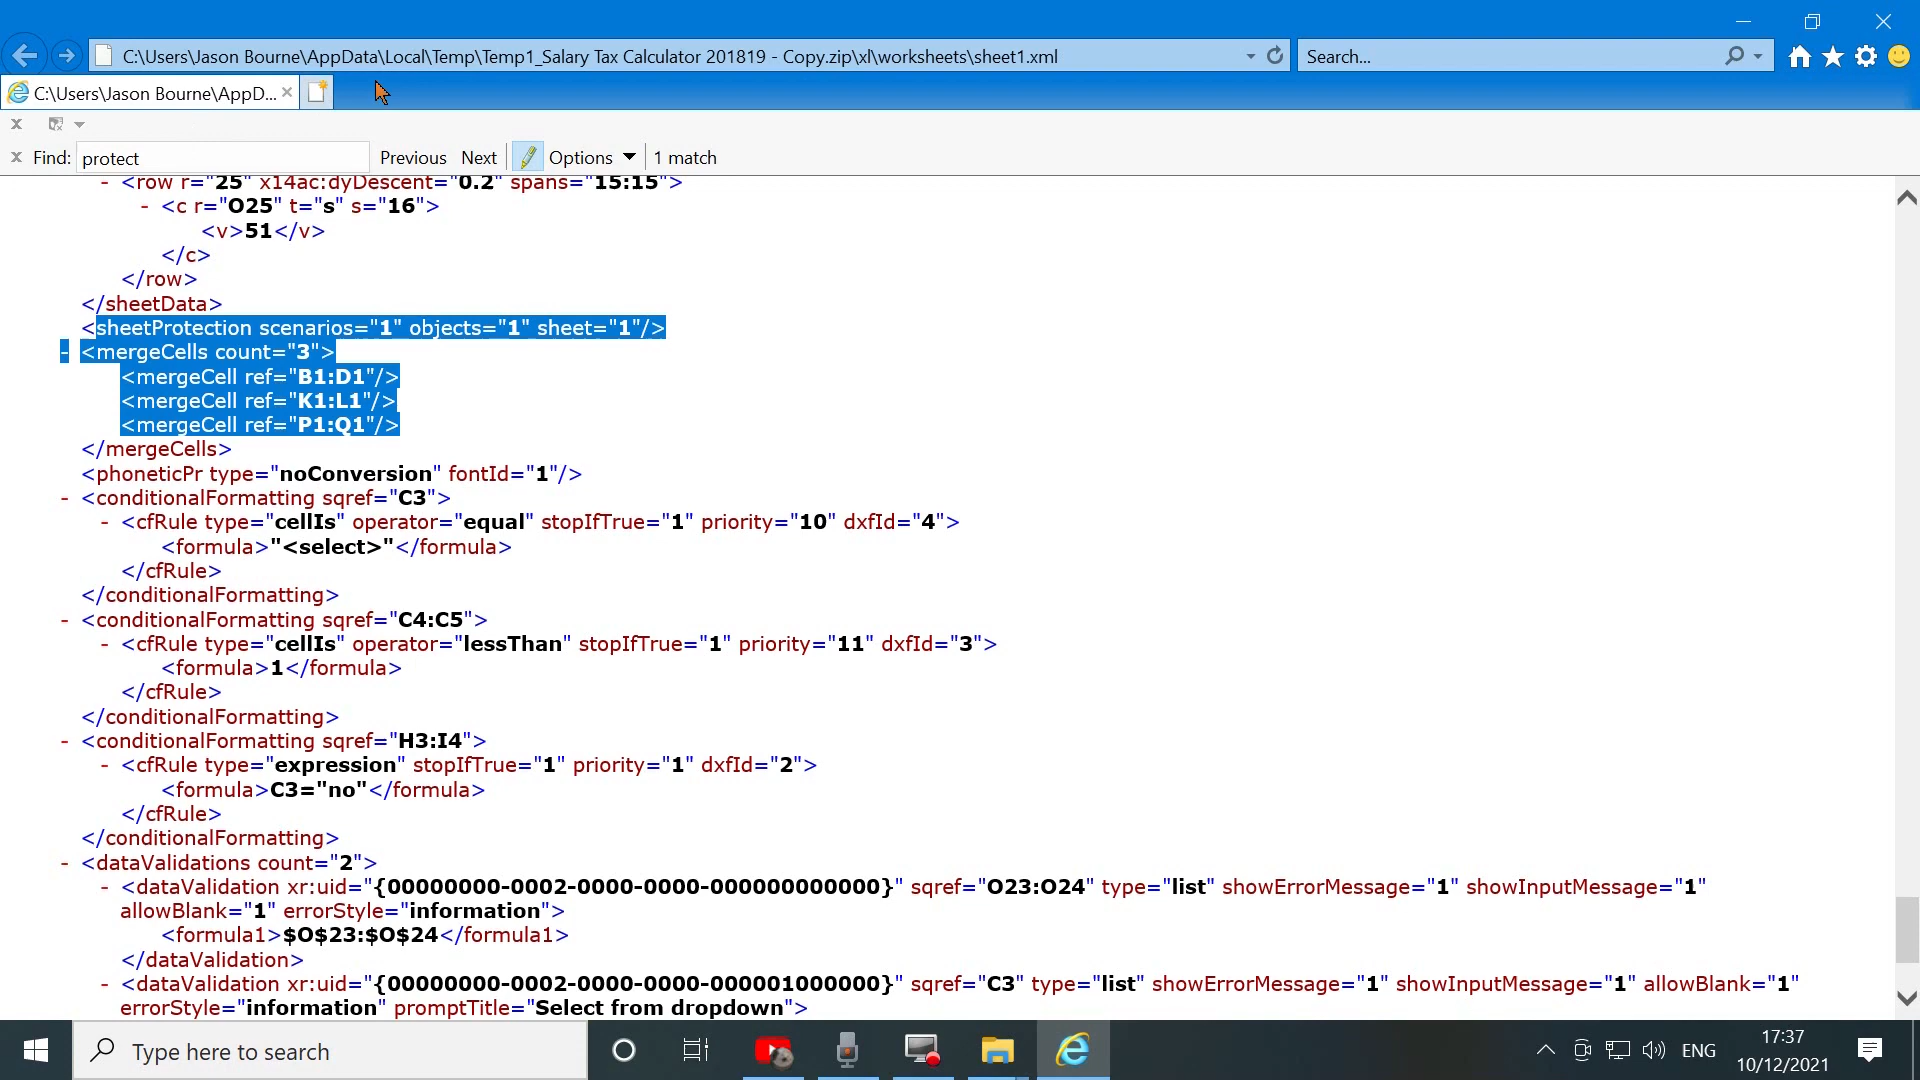 C:\Users\Jason Bourne\AppData\Local\Temp\Temp1_Salary Tax Calculator 201819 - Copy.zip\xl\worksheets\sheet1.xml
Search...
C:\Users\Jason Bourne\AppD...
x
x Find: protect Previous Next Options 1 match
- <row r="25" x14ac:dyDescent="0.2" spans="15:15">
- <c r="O25" t="s" s="16">
<v>51</v>
</c>
</row>
</sheetData>
<sheetProtection scenarios="1" objects="1" sheet="1"/>
- <mergeCells count="3">
<mergeCell ref="B1:D1"/>
<mergeCell ref="K1:L1"/>
<mergeCell ref="P1:Q1"/>
</mergeCells>
<phoneticPr type="noConversion" fontId="1"/>
- <conditionalFormatting sqref="C3">
- <cfRule type="cellIs" operator="equal" stopIfTrue="1" priority="10" dxfId="4">
<formula>"<select>"</formula>
</cfRule>
</conditionalFormatting>
- <conditionalFormatting sqref="C4:C5">
- <cfRule type="cellIs" operator="lessThan" stopIfTrue="1" priority="11" dxfId="3">
<formula>1</formula>
</cfRule>
</conditionalFormatting>
- <conditionalFormatting sqref="H3:I4">
- <cfRule type="expression" stopIfTrue="1" priority="1" dxfId="2">
<formula>C3="no"</formula>
</cfRule>
</conditionalFormatting>
- <dataValidations count="2">
- <dataValidation xr:uid="{00000000-0002-0000-0000-000000000000}" sqref="O23:O24" type="list" showErrorMessage="1" showInputMessage="1"
allowBlank="1" errorStyle="information">
<formula1>$O$23:$O$24</formula1>
</dataValidation>
- <dataValidation xr:uid="{00000000-0002-0000-0000-000001000000}" sqref="C3" type="list" showErrorMessage="1" showInputMessage="1" allowBlank="1"
errorStyle="information" promptTitle="Select from dropdown">
Type here to search
ENG
17:37
10/12/2021